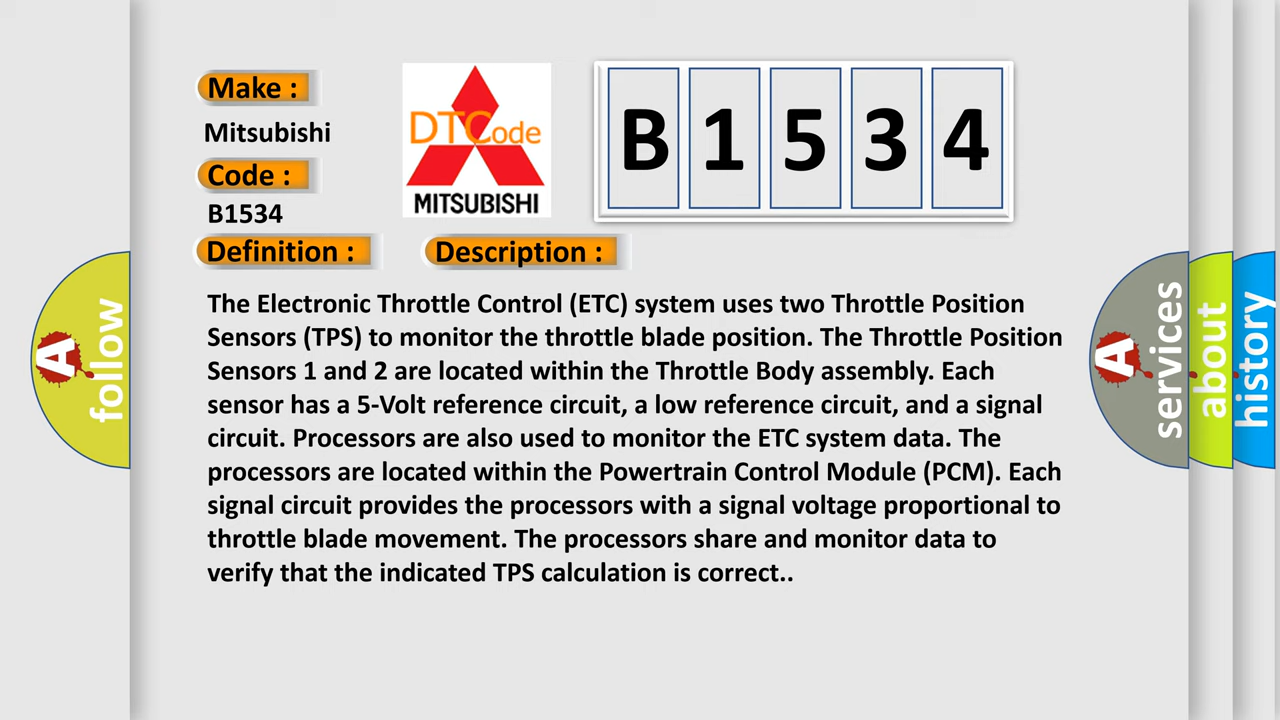 Make :
Mitsubishi
Code :
B1534
DTCode
MITSUBISHI
B1534
Definition :
Description :
The Electronic Throttle Control (ETC) system uses two Throttle Position
Sensors (TPS) to monitor the throttle blade position. The Throttle Position
Sensors 1 and 2 are located within the Throttle Body assembly. Each
sensor has a 5-Volt reference circuit, a low reference circuit, and a signal
circuit. Processors are also used to monitor the ETC system data. The
processors are located within the Powertrain Control Module (PCM). Each
signal circuit provides the processors with a signal voltage proportional to
throttle blade movement. The processors share and monitor data to
verify that the indicated TPS calculation is correct..
A
follow
A
services
about
history